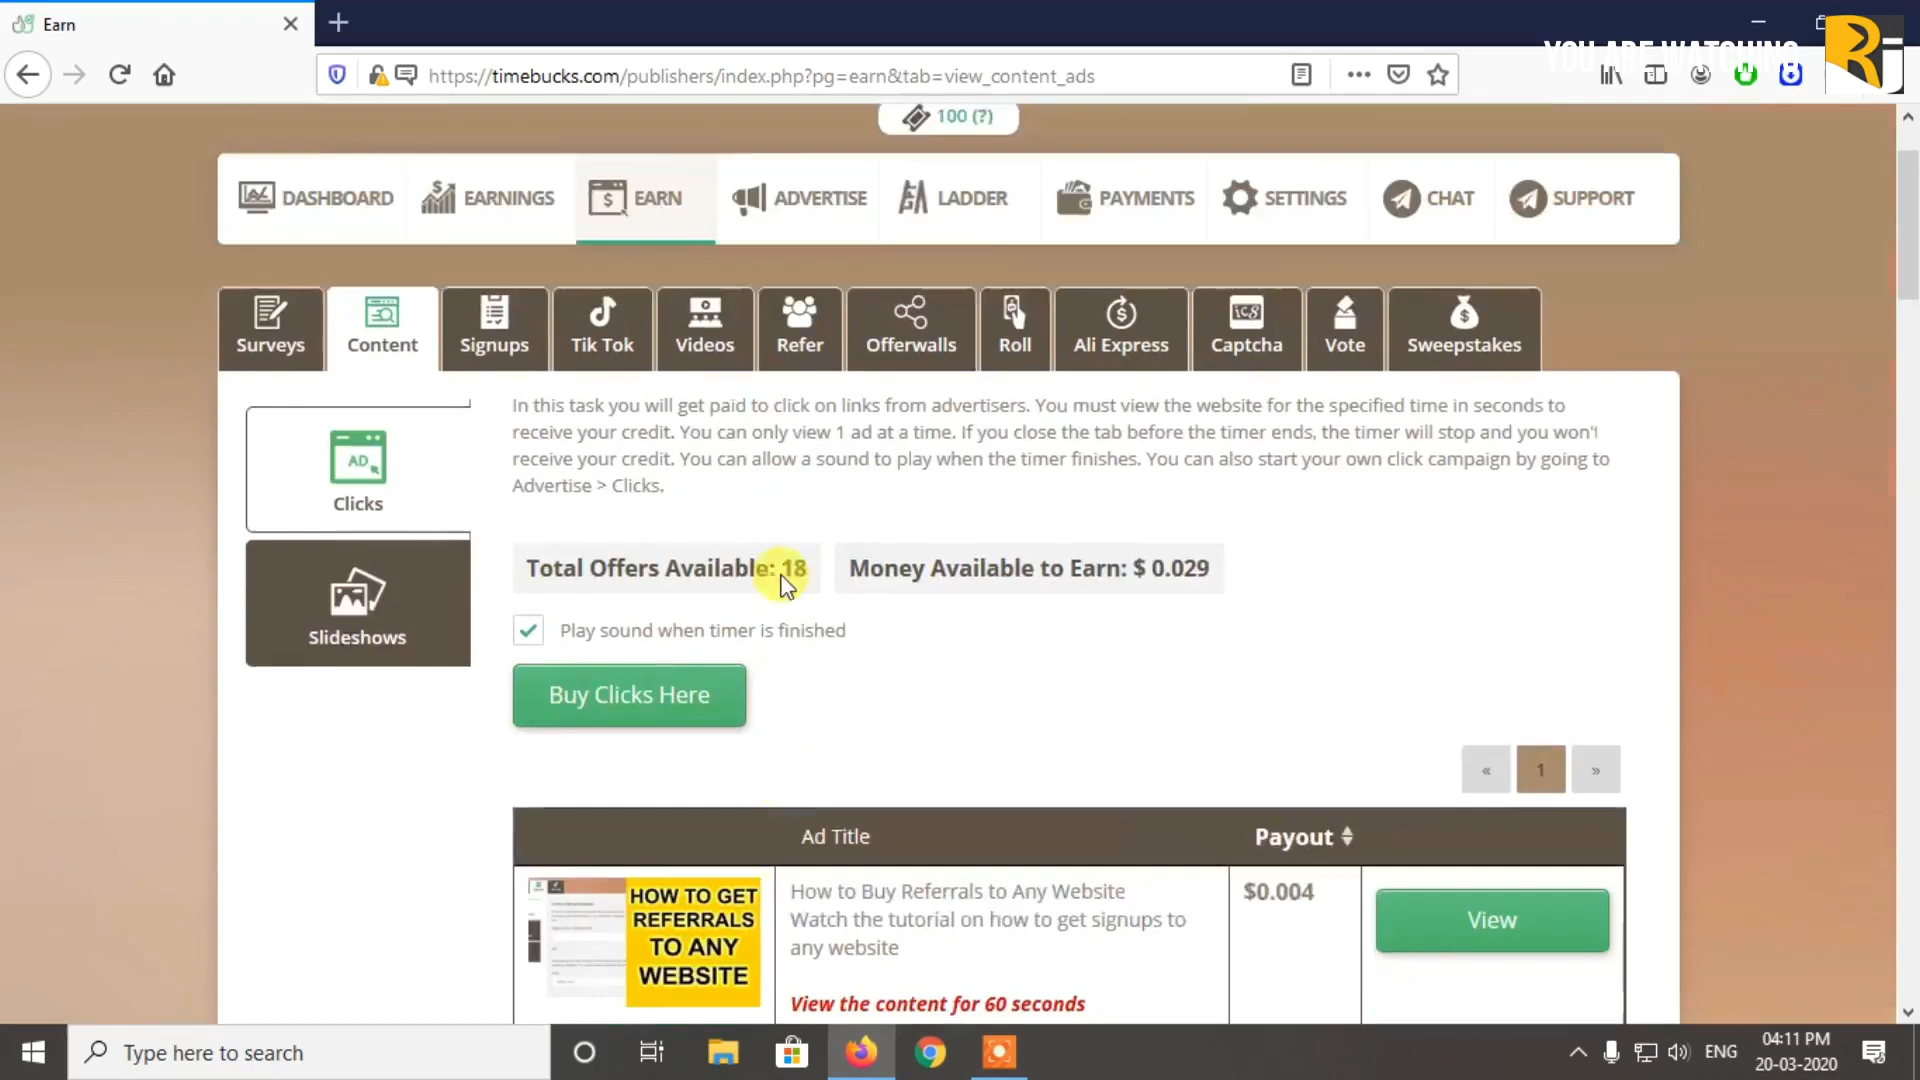 Earn
YOU ARE WATCHING
https://timebucks.com/publishers/index.php?pg=earn&tab=view_content_ads
100 (?)
DASHBOARD EARNINGS EARN ADVERTISE LADDER PAYMENTS SETTINGS CHAT SUPPORT
Surveys Content Signups Tik Tok Videos Refer Offerwalls Roll Ali Express Captcha Vote Sweepstakes
In this task you will get paid to click on links from advertisers. You must view the website for the specified time in seconds to
receive your credit. You can only view 1 ad at a time. If you close the tab before the timer ends, the timer will stop and you won't
receive your credit. You can allow a sound to play when the timer finishes. You can also start your own click campaign by going to
Advertise > Clicks.
AD
Clicks
Slideshows
Total Offers Available: 18 Money Available to Earn: $ 0.029
Play sound when timer is finished
Buy Clicks Here
« 1 »
Ad Title Payout
HOW TO GET
REFERRALS
TO ANY
WEBSITE
How to Buy Referrals to Any Website
Watch the tutorial on how to get signups to
any website
View the content for 60 seconds
$0.004
View
Type here to search
ENG
04:11 PM
20-03-2020